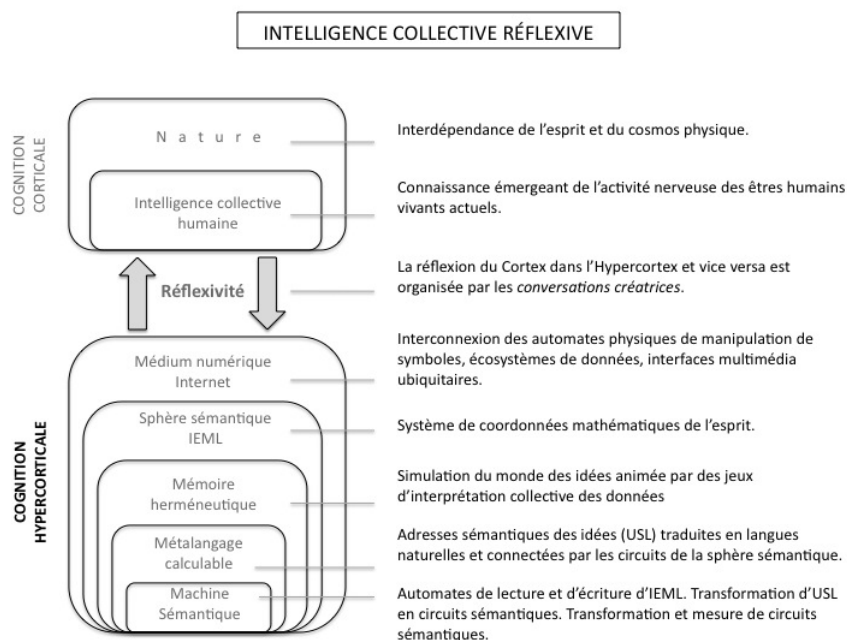 INTELLIGENCE COLLECTIVE RÉFLEXIVE
COGNITION
CORTICALE
N a t u r e
Interdépendance de l'esprit et du cosmos physique.
Intelligence collective
humaine
Connaissance émergeant de l'activité nerveuse des êtres humains
vivants actuels.
Réflexivité
La réflexion du Cortex dans l'Hypercortex et vice versa est
organisée par les conversations créatrices.
COGNITION
HYPERCORTICALE
Médium numérique
Internet
Interconnexion des automates physiques de manipulation de
symboles, écosystèmes de données, interfaces multimédia
ubiquitaires.
Sphère sémantique
IEML
Système de coordonnées mathématiques de l'esprit.
Mémoire
herméneutique
Simulation du monde des idées animée par des jeux
d'interprétation collective des données
Métalangage
calculable
Adresses sémantiques des idées (USL) traduites en langues
naturelles et connectées par les circuits de la sphère sémantique.
Machine
Sémantique
Automates de lecture et d'écriture d'IEML. Transformation d'USL
en circuits sémantiques. Transformation et mesure de circuits
sémantiques.